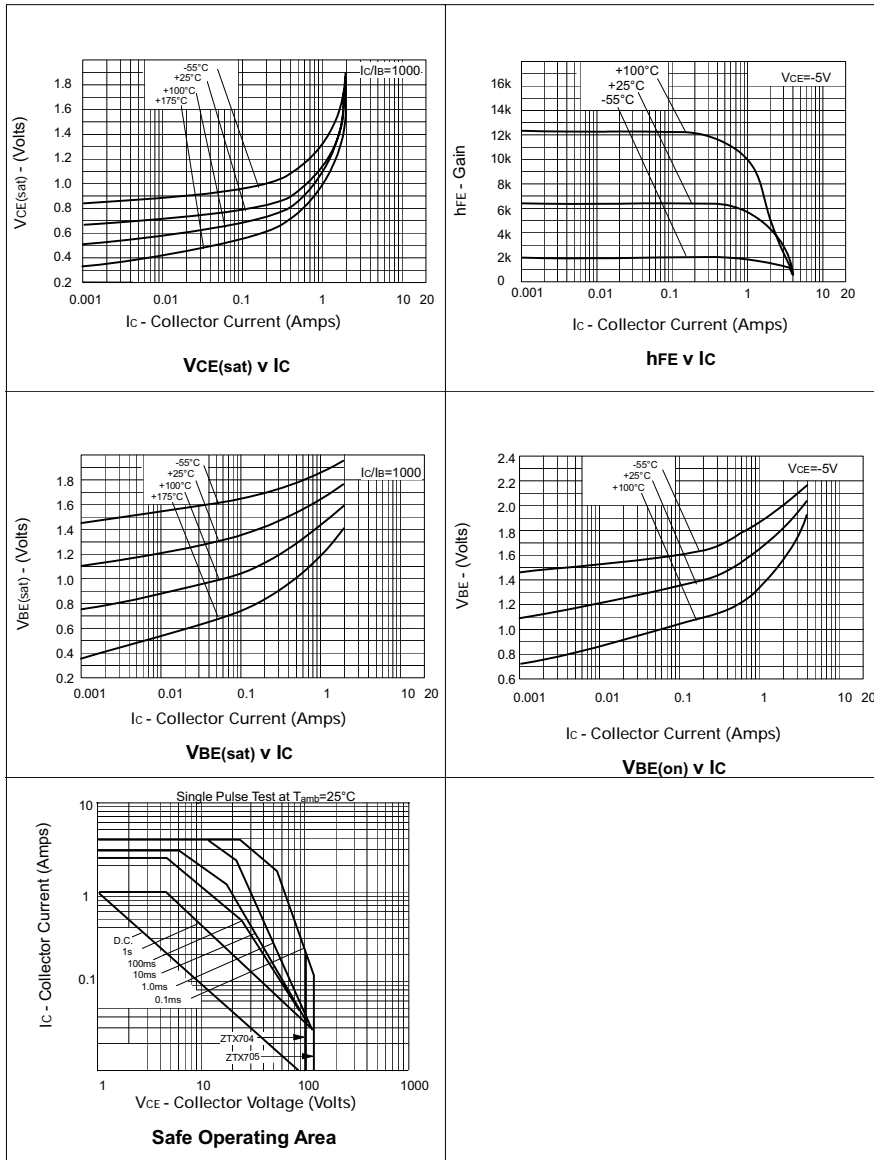 -55°C
+25°C
+100°C
+175°C
IC/IB=1000
1.8
1.6
1.4
1.2
1.0
0.8
0.6
0.4
0.2
VCE(sat) - (Volts)
0.001 0.01 0.1 1 10 20
IC - Collector Current (Amps)
VCE(sat) v IC
+100°C
+25°C
-55°C
VCE=-5V
16k
14k
12k
10k
8k
6k
4k
2k
0
hFE - Gain
0.001 0.01 0.1 1 10 20
IC - Collector Current (Amps)
hFE v IC
-55°C
+25°C
+100°C
+175°C
IC/IB=1000
1.8
1.6
1.4
1.2
1.0
0.8
0.6
0.4
0.2
VBE(sat) - (Volts)
0.001 0.01 0.1 1 10 20
IC - Collector Current (Amps)
VBE(sat) v IC
-55°C
+25°C
+100°C
VCE=-5V
2.4
2.2
2.0
1.8
1.6
1.4
1.2
1.0
0.8
0.6
VBE - (Volts)
0.001 0.01 0.1 1 10 20
IC - Collector Current (Amps)
VBE(on) v IC
Single Pulse Test at Tamb=25°C
10
1
0.1
IC - Collector Current (Amps)
D.C.
1s
100ms
10ms
1.0ms
0.1ms
ZTX704
ZTX705
1 10 100 1000
VCE - Collector Voltage (Volts)
Safe Operating Area